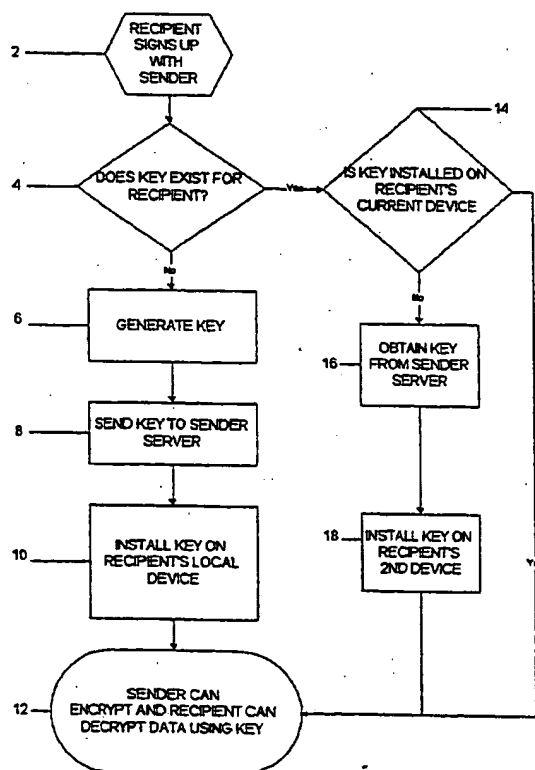 2
RECIPIENT
SIGNS UP
WITH
SENDER
4
DOES KEY EXIST FOR
RECIPIENT?
Yes
No
6
GENERATE KEY
8
SEND KEY TO SENDER
SERVER
10
INSTALL KEY ON
RECIPIENT'S LOCAL
DEVICE
12
SENDER CAN
ENCRYPT AND RECIPIENT CAN
DECRYPT DATA USING KEY
14
IS KEY INSTALLED ON
RECIPIENT'S
CURRENT DEVICE
No
16
OBTAIN KEY
FROM SENDER
SERVER
18
INSTALL KEY ON
RECIPIENT'S
2ND DEVICE
Y